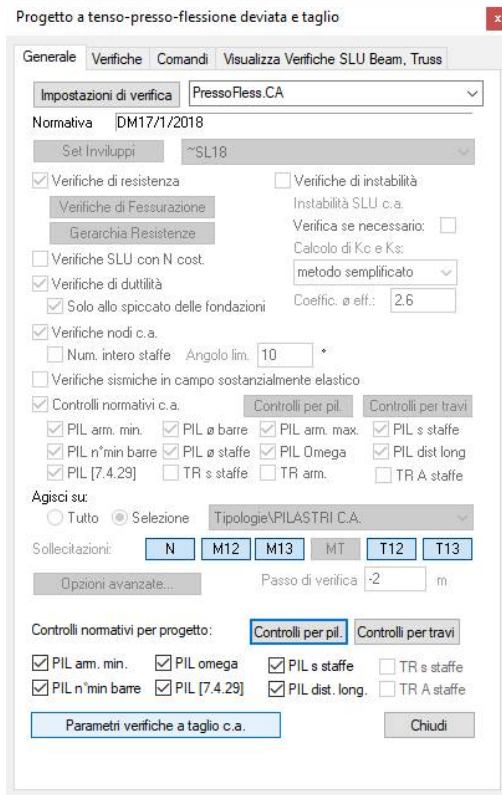 Progetto a tenso-presso-flessione deviata e taglio x
Generale Verifiche Comandi Visualizza Verifiche SLU Beam, Truss
Impostazioni di verifica PressoFless.CA
Normativa DM17/1/2018
Set Inviluppi ~SL18
Verifiche di resistenza Verifiche di instabilità
Verifiche di Fessurazione Instabilità SLU c.a.
Gerarchia Resistenze Verifica se necessario:
Verifiche SLU con N cost. Calcolo di Kc e Ks:
Verifiche di duttilità metodo semplificato
Solo allo spiccato delle fondazioni Coeffic. ø eff.: 2.6
Verifiche nodi c.a.
Num. intero staffe Angolo lim. 10 °
Verifiche sismiche in campo sostanzialmente elastico
Controlli normativi c.a. Controlli per pil. Controlli per travi
PIL arm. min. PIL ø barre PIL arm. max. PIL s staffe
PIL n°min barre PIL ø staffe PIL Omega PIL dist long
PIL [7.4.29] TR s staffe TR arm. TR A staffe
Agisci su:
Tutto Selezione Tipologie\PILASTRI C.A.
Sollecitazioni: N M12 M13 MT T12 T13
Opzioni avanzate... Passo di verifica -2 m
Controlli normativi per progetto: Controlli per pil. Controlli per travi
PIL arm. min. PIL omega PIL s staffe TR s staffe
PIL n°min barre PIL [7.4.29] PIL dist. long. TR A staffe
Parametri verifiche a taglio c.a. Chiudi